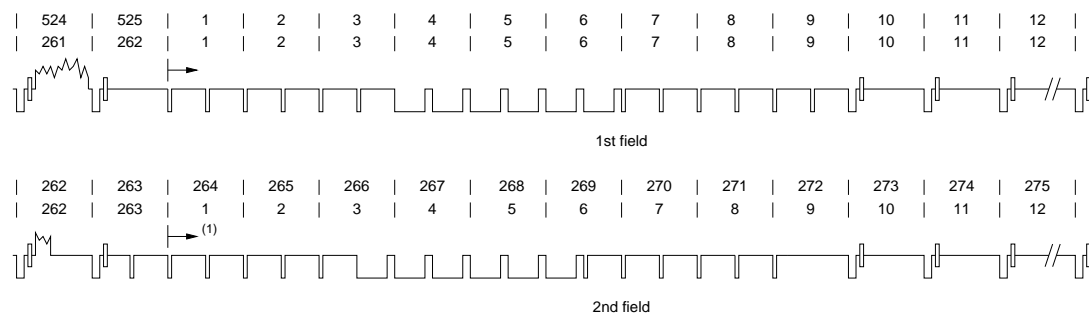 524 525 1 2 3 4 5 6 7 8 9 10 11 12
261 262 1 2 3 4 5 6 7 8 9 10 11 12
1st field
262 263 264 265 266 267 268 269 270 271 272 273 274 275
262 263 1 2 3 4 5 6 7 8 9 10 11 12
(1)
2nd field